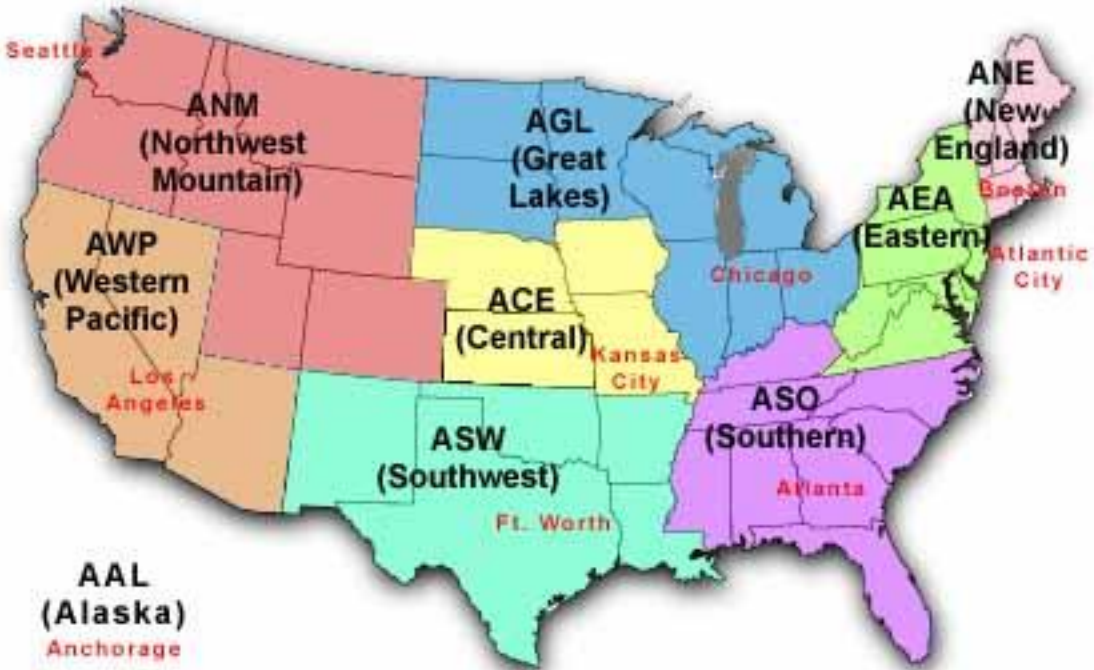 Seattle
ANM
(Northwest
Mountain)
AGL
(Great
Lakes)
ANE
(New
England)
Boston
AEA
(Eastern)
Atlantic
City
AWP
(Western
Pacific)
Los
Angeles
ACE
(Central)
Kansas
City
Chicago
ASW
(Southwest)
Ft. Worth
ASO
(Southern)
Atlanta
AAL
(Alaska)
Anchorage